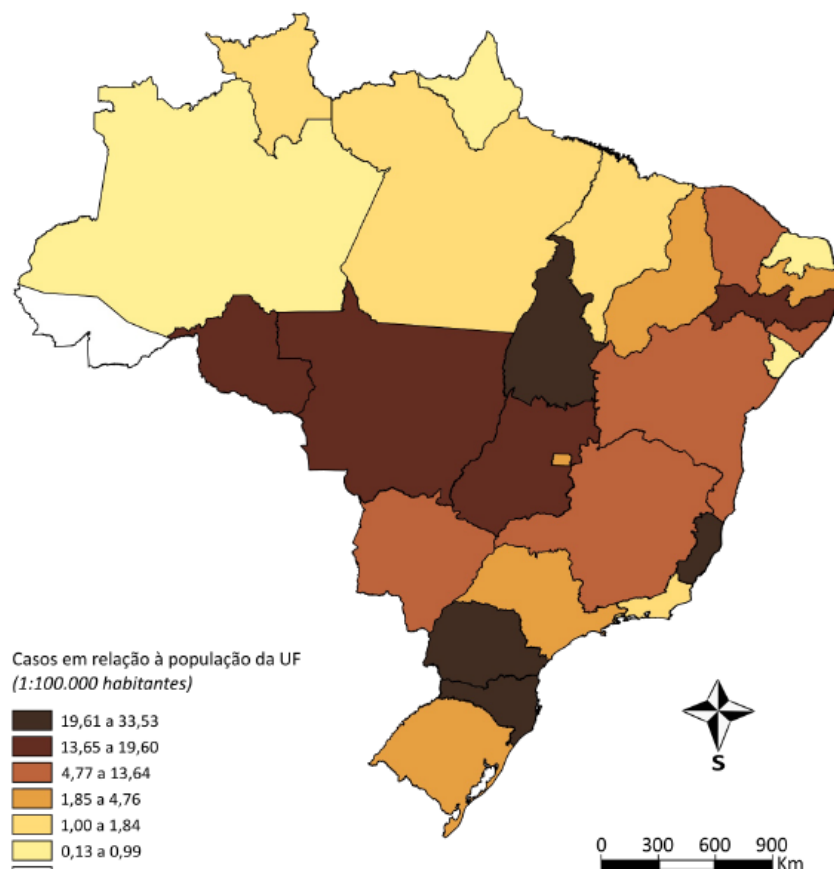 Casos em relação à população da UF
(1:100.000 habitantes)
19,61 a 33,53
13,65 a 19,60
4,77 a 13,64
1,85 a 4,76
1,00 a 1,84
0,13 a 0,99
S
0 300 600 900
Km